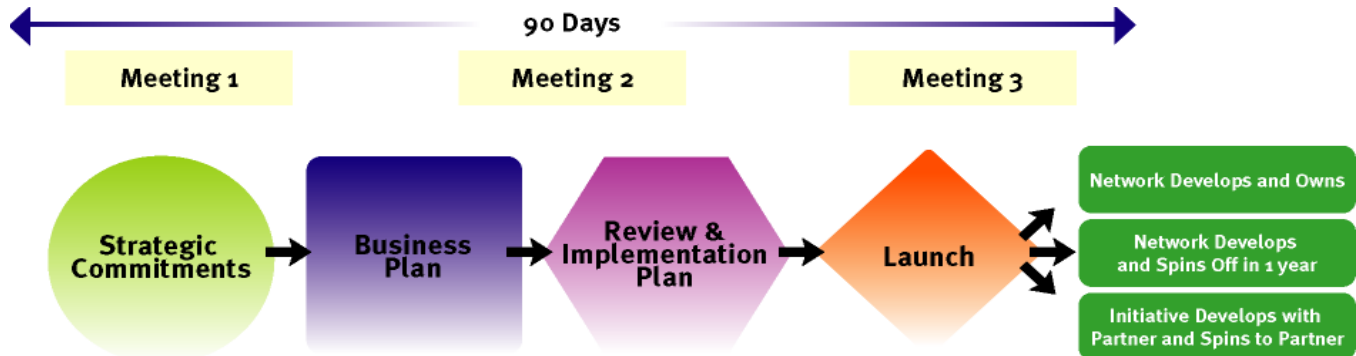 90 Days
Meeting 1
Meeting 2
Meeting 3
Strategic
Commitments
Business
Plan
Review &
Implementation
Plan
Launch
Network Develops and Owns
Network Develops
and Spins Off in 1 year
Initiative Develops with
Partner and Spins to Partner